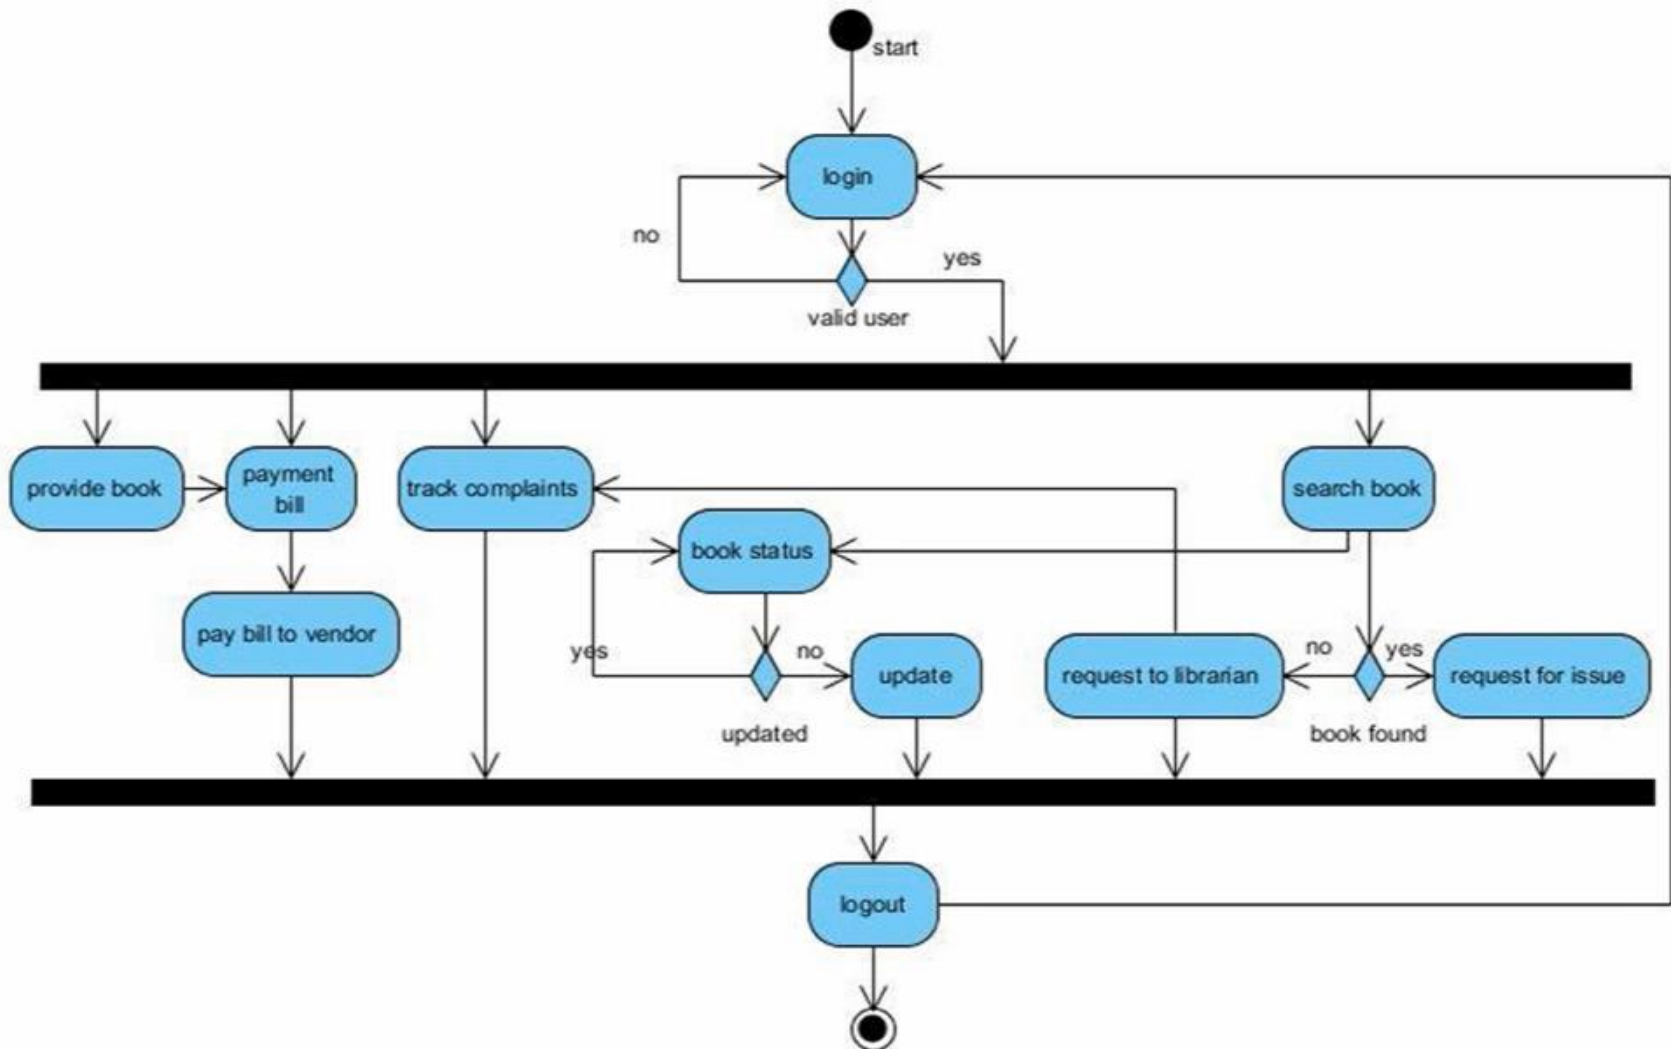 start
login
no
yes
valid user
provide book
payment
bill
track complaints
search book
book status
pay bill to vendor
yes
no
update
request to librarian
no
yes
request for issue
updated
book found
logout